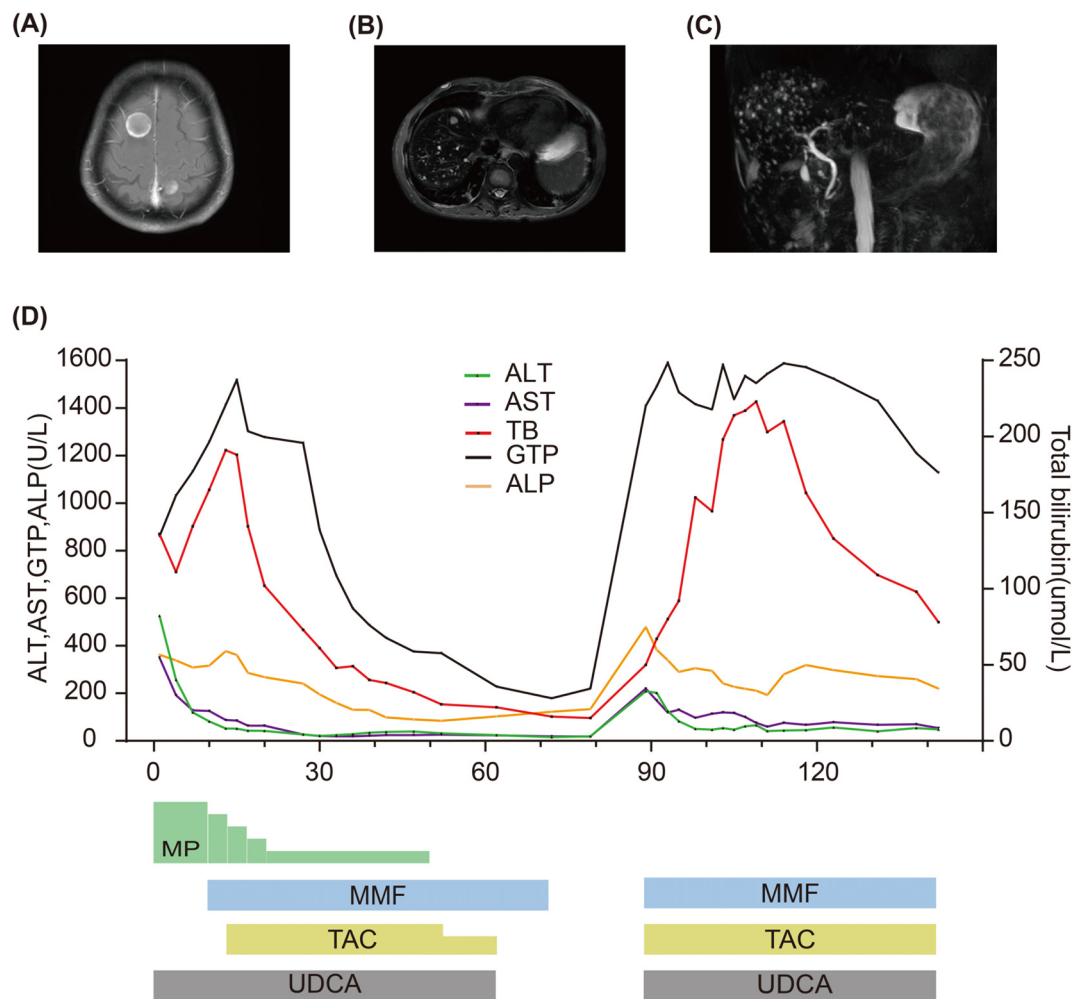 (A)
(B)
(C)
(D)
1600
1400
1200
1000
800
600
400
200
0
ALT,AST,GTP,ALP(U/L)
ALT
AST
TB
GTP
ALP
250
200
150
100
50
0
Total bilirubin(umol/L)
0
30
60
90
120
MP
MMF
MMF
TAC
TAC
UDCA
UDCA